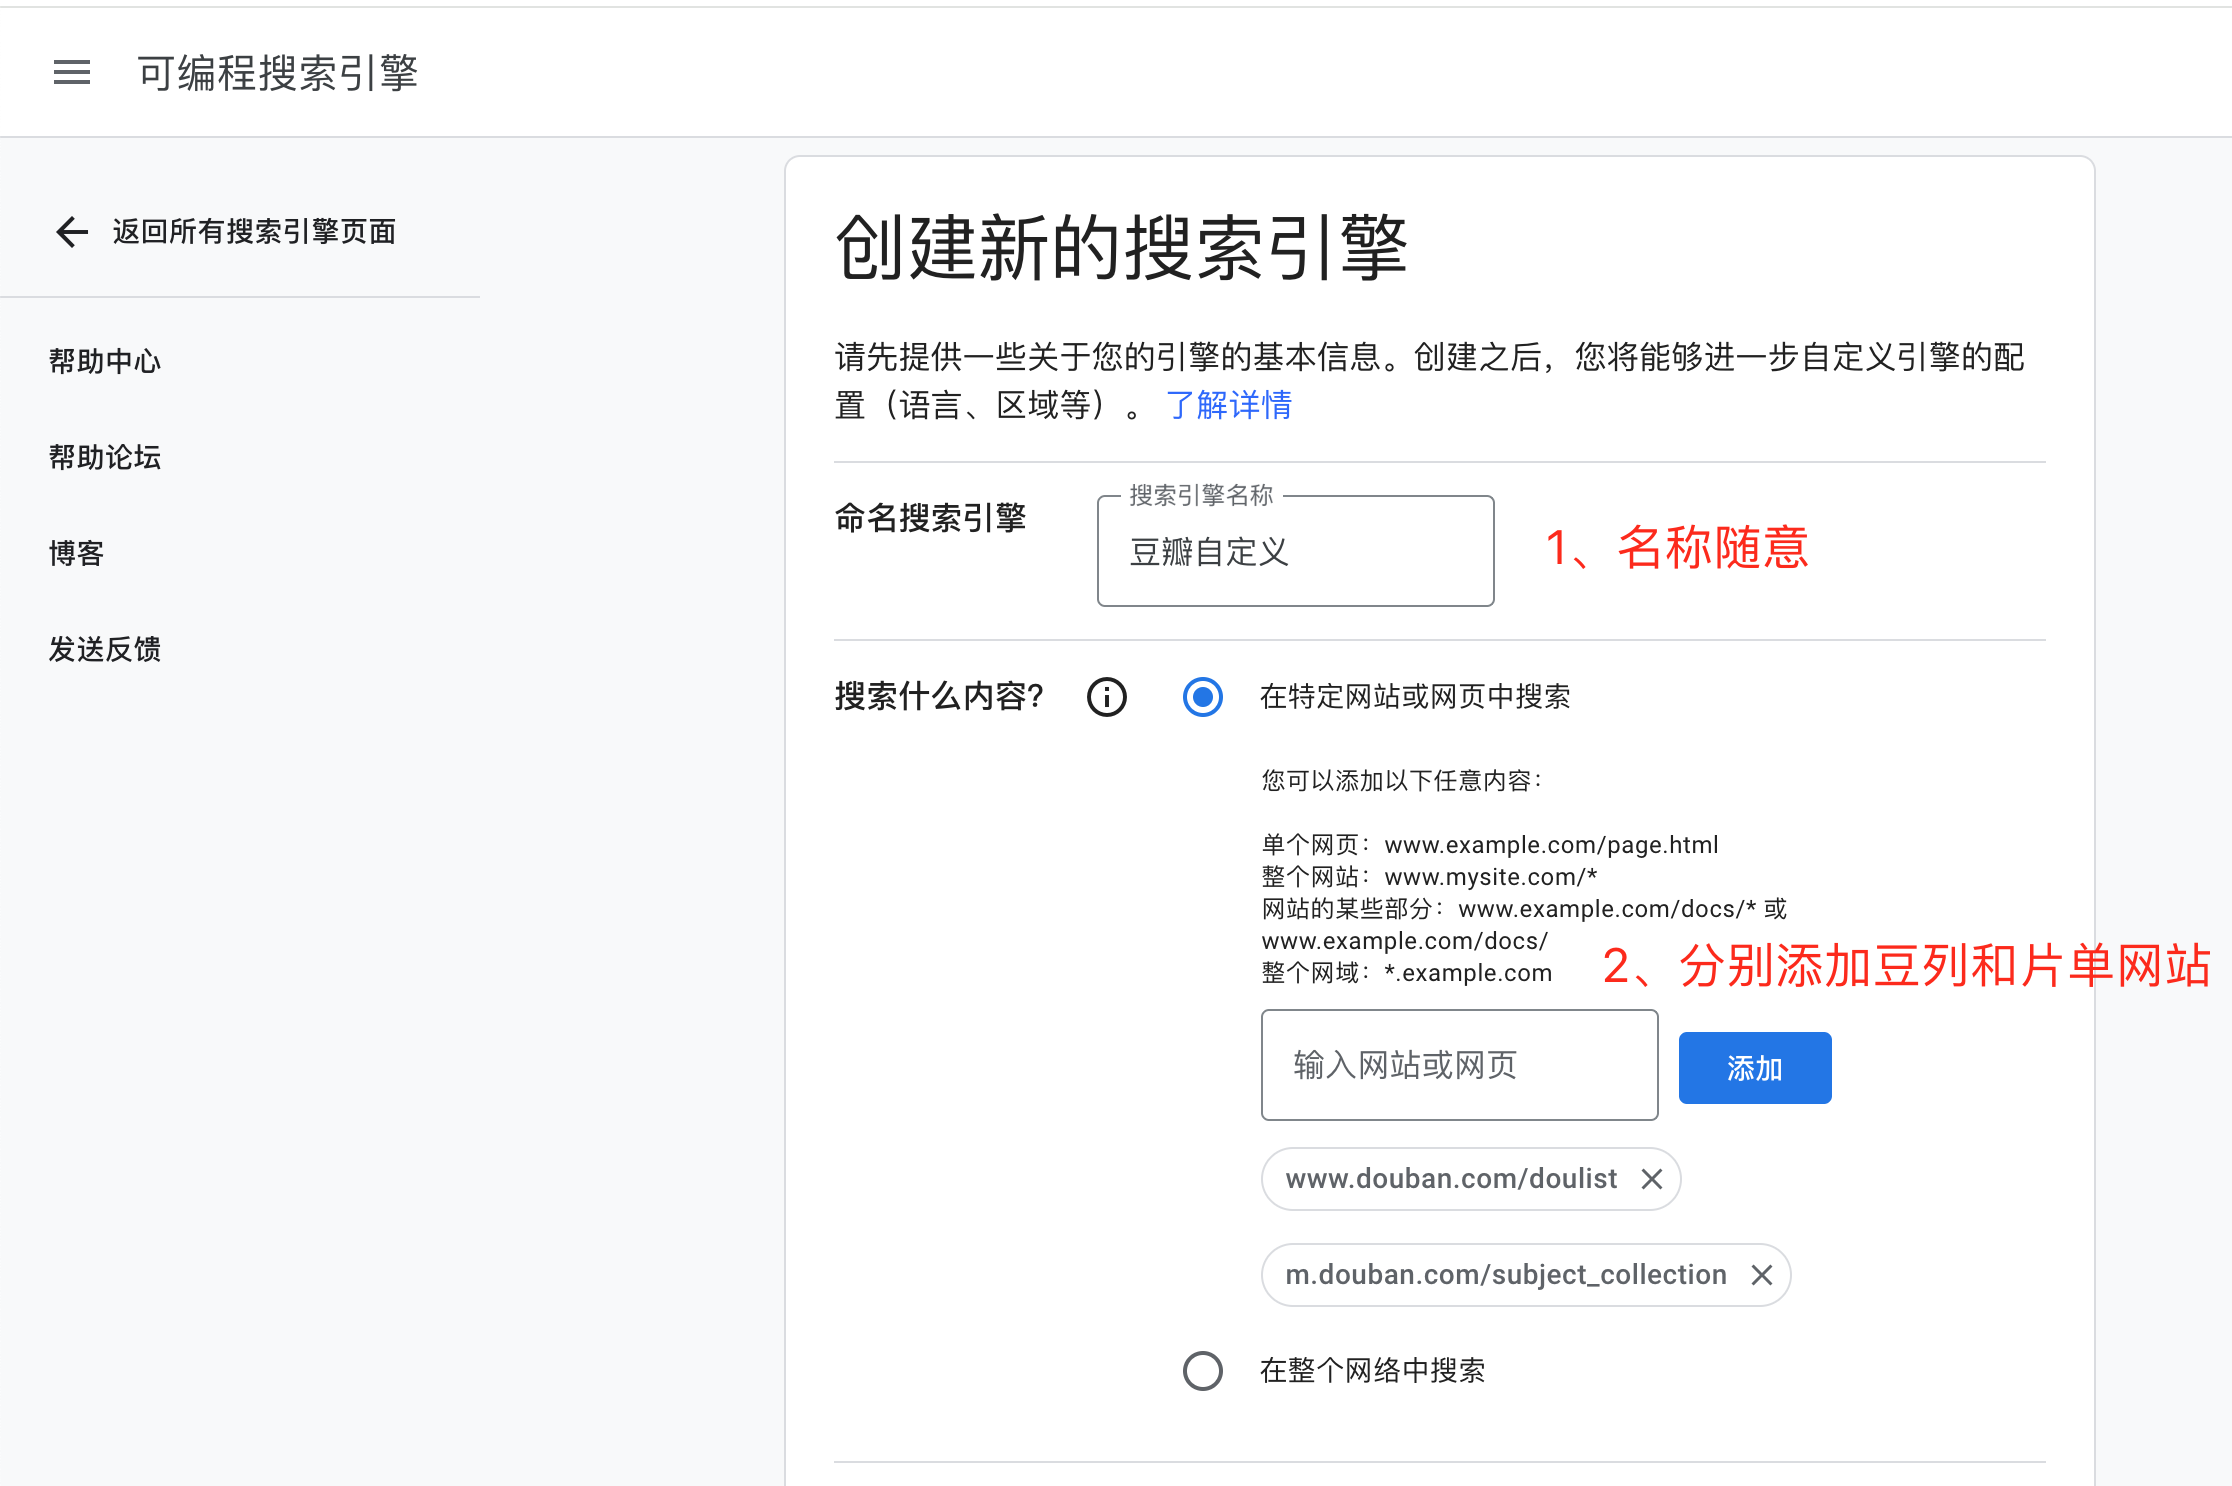 可编程搜索引擎
返回所有搜索引擎页面
帮助中心
帮助论坛
博客
发送反馈
创建新的搜索引擎
请先提供一些关于您的引擎的基本信息。创建之后，您将能够进一步自定义引擎的配
置（语言、区域等）。 了解详情
命名搜索引擎
搜索引擎名称
豆瓣自定义
1、名称随意
搜索什么内容?
在特定网站或网页中搜索
您可以添加以下任意内容：
单个网页：www.example.com/page.html
整个网站：www.mysite.com/*
网站的某些部分：www.example.com/docs/* 或
www.example.com/docs/
整个网域：*.example.com
2、分别添加豆列和片单网站
输入网站或网页
添加
www.douban.com/doulist
m.douban.com/subject_collection
在整个网络中搜索